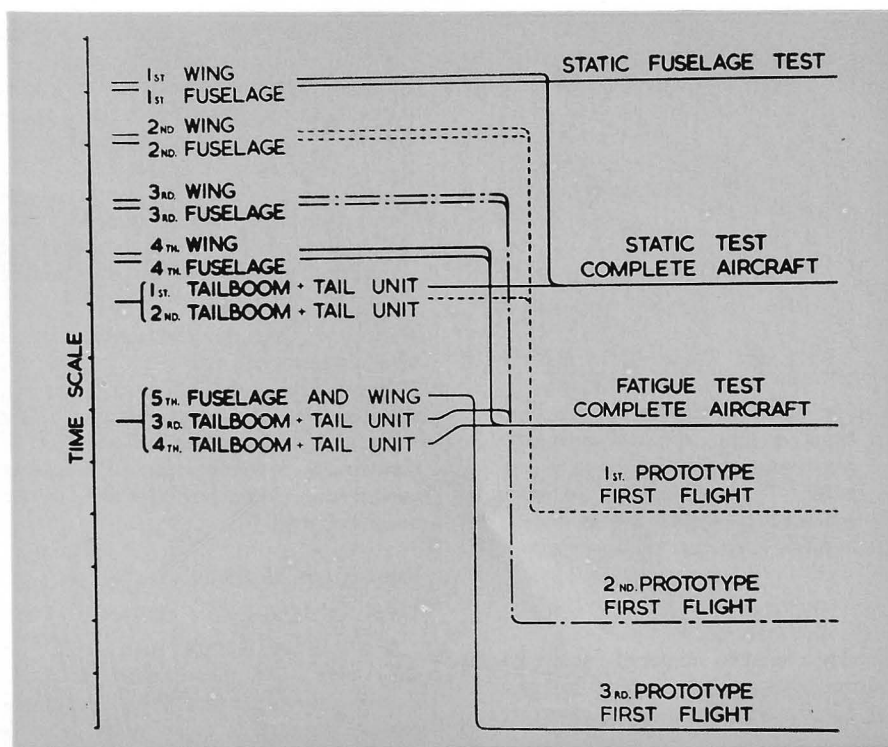 TIME SCALE
1ST WING
1ST FUSELAGE
2ND WING
2ND. FUSELAGE
3RD. WING
3RD. FUSELAGE
4TH. WING
4TH. FUSELAGE
1ST. TAILBOOM + TAIL UNIT
2ND. TAILBOOM + TAIL UNIT
5TH. FUSELAGE AND WING
3RD. TAILBOOM + TAIL UNIT
4TH. TAILBOOM + TAIL UNIT
STATIC FUSELAGE TEST
STATIC TEST
COMPLETE AIRCRAFT
FATIGUE TEST
COMPLETE AIRCRAFT
1ST. PROTOTYPE
FIRST FLIGHT
2ND. PROTOTYPE
FIRST FLIGHT
3RD. PROTOTYPE
FIRST FLIGHT